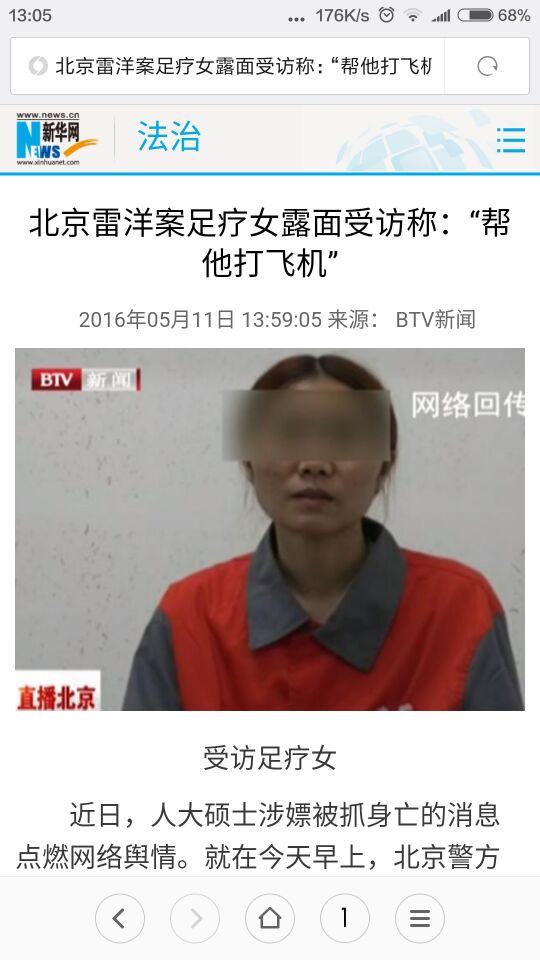 13:05
176K/s
68%
北京雷洋案足疗女露面受访称：“帮他打飞机
www.news.cn
新华网
NEWS
www.xinhuanet.com
法治
北京雷洋案足疗女露面受访称：“帮
他打飞机”
2016年05月11日 13:59:05 来源： BTV新闻
BTV 新闻
网络回传
直播北京
受访足疗女
近日，人大硕士涉嫖被抓身亡的消息
点燃网络舆情。就在今天早上，北京警方
1